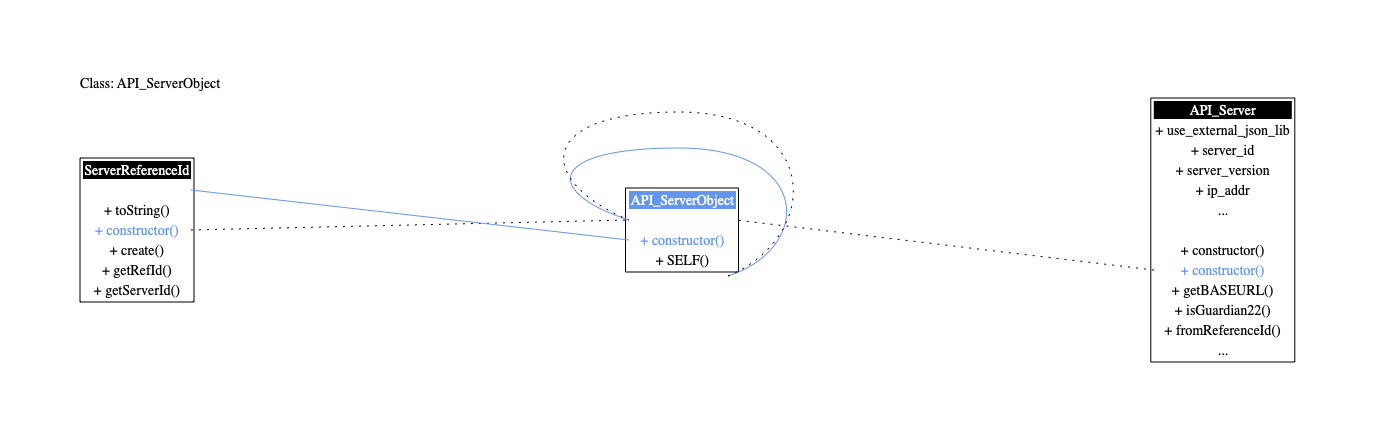 Class: API_ServerObject
ServerReferenceId
+ toString()
+ constructor()
+ create()
+ getRefId()
+ getServerId()
API_ServerObject
+ constructor()
+ SELF()
API_Server
+ use_external_json_lib
+ server_id
+ server_version
+ ip_addr
...
+ constructor()
+ constructor()
+ getBASEURL()
+ isGuardian22()
+ fromReferenceId()
...